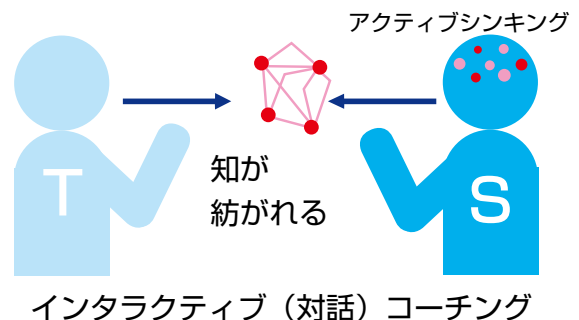 アクティブシンキング
T
知が
紡がれる
S
インタラクティブ（対話）コーチング